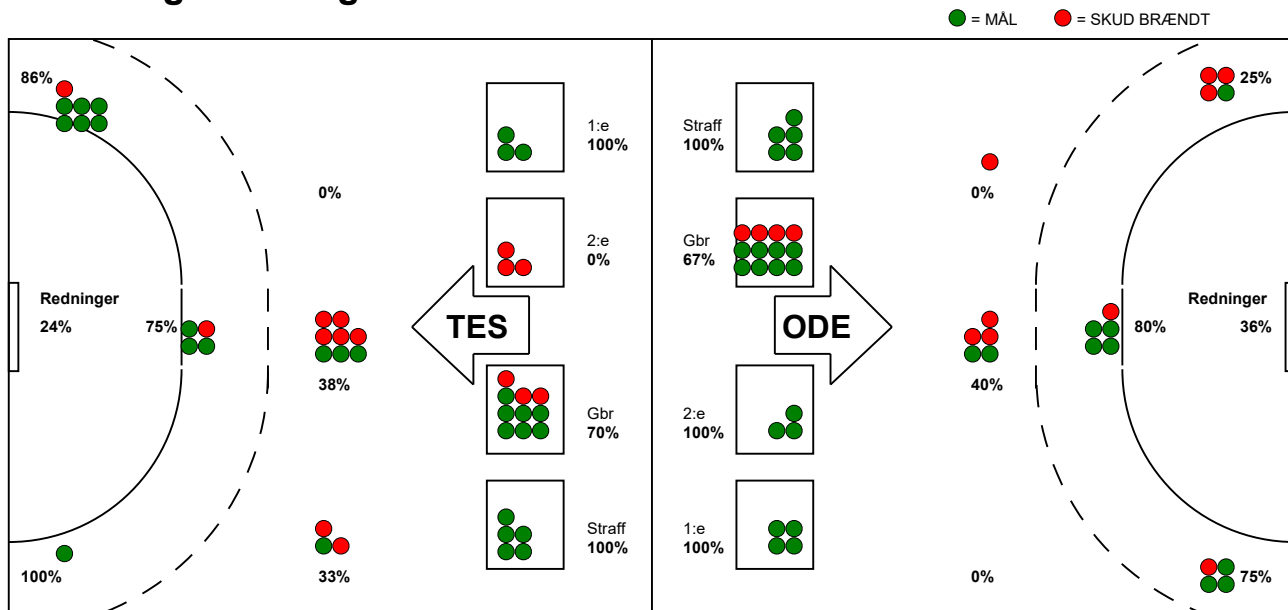 = MÅL
= SKUD BRÆNDT
86%
1:e
100%
Straff
100%
25%
0%
0%
2:e
0%
Gbr
67%
Redninger
24%
75%
TES
ODE
80%
Redninger
36%
38%
40%
Gbr
70%
2:e
100%
Straff
100%
1:e
100%
100%
33%
0%
75%